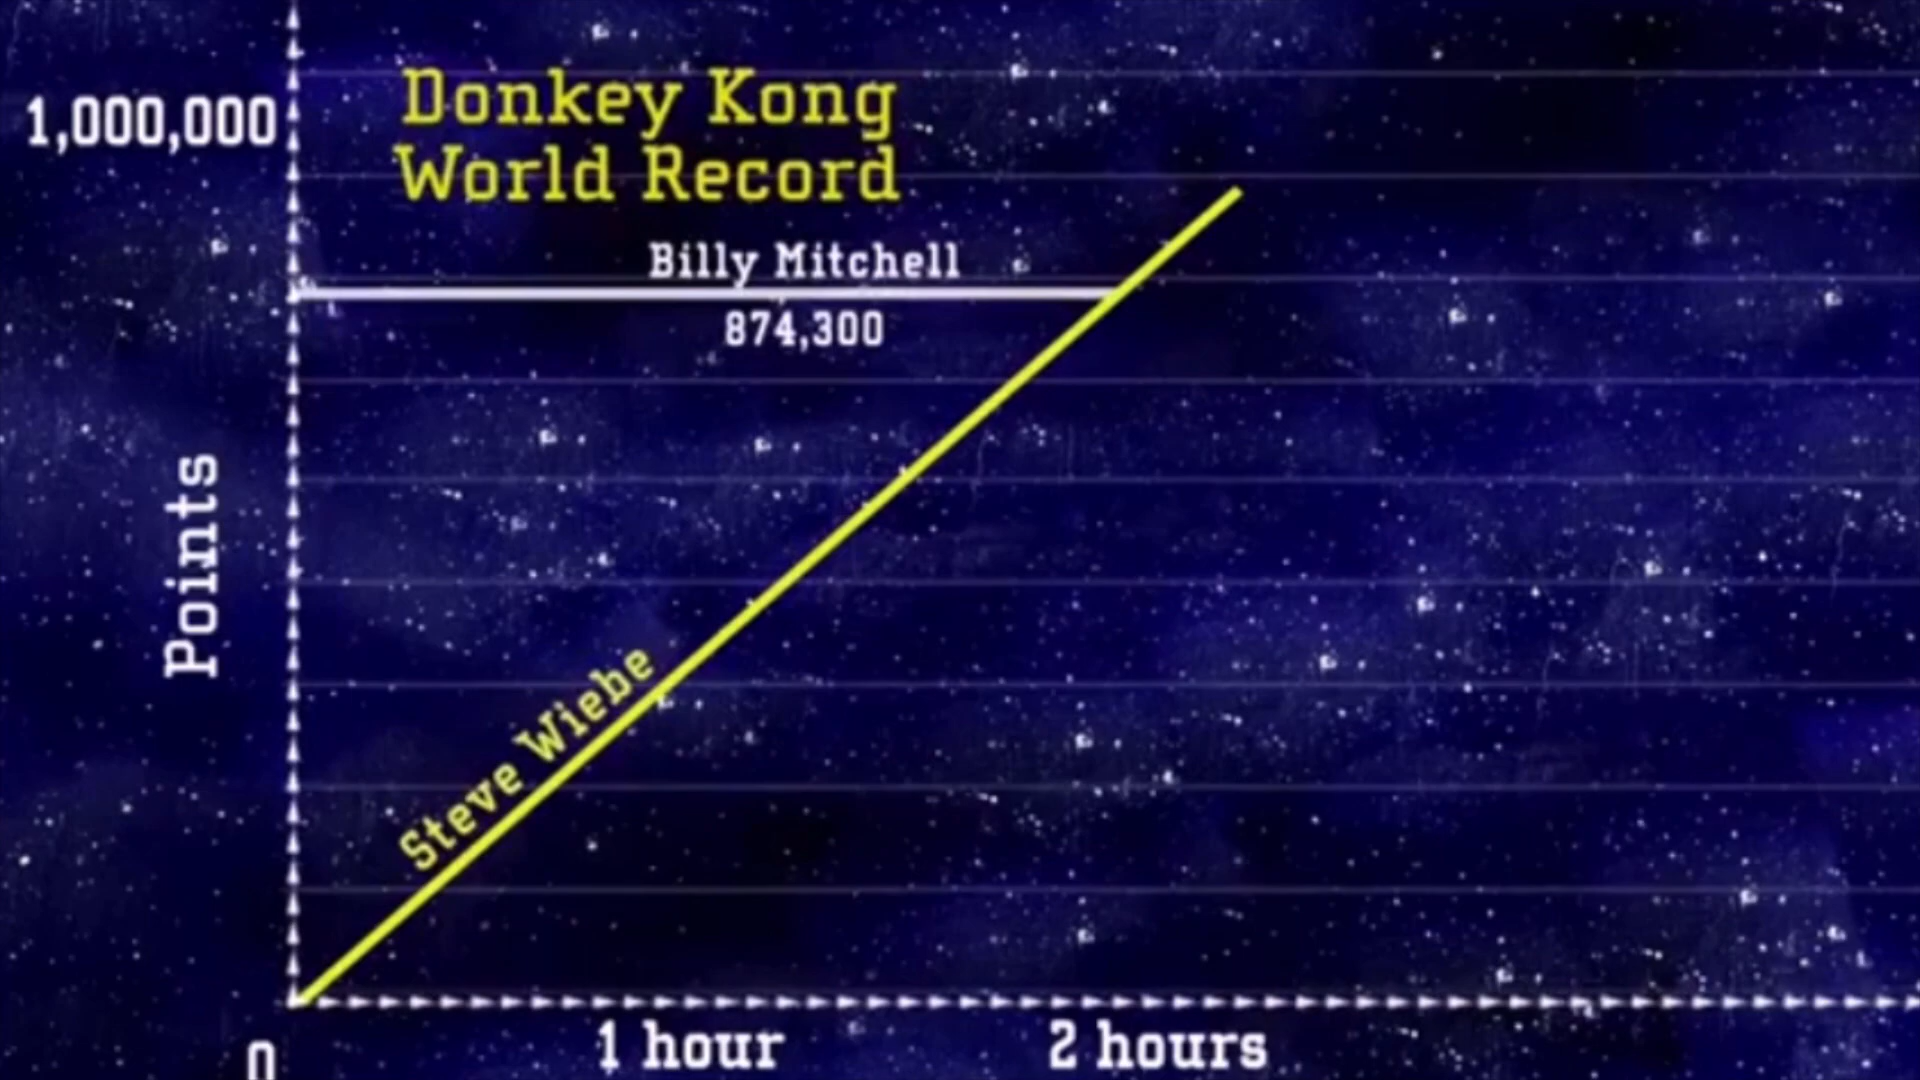 Donkey Kong
World Record
1,000,000
Billy Mitchell
874,300
Points
Steve Wiebe
0
1 hour
2 hours